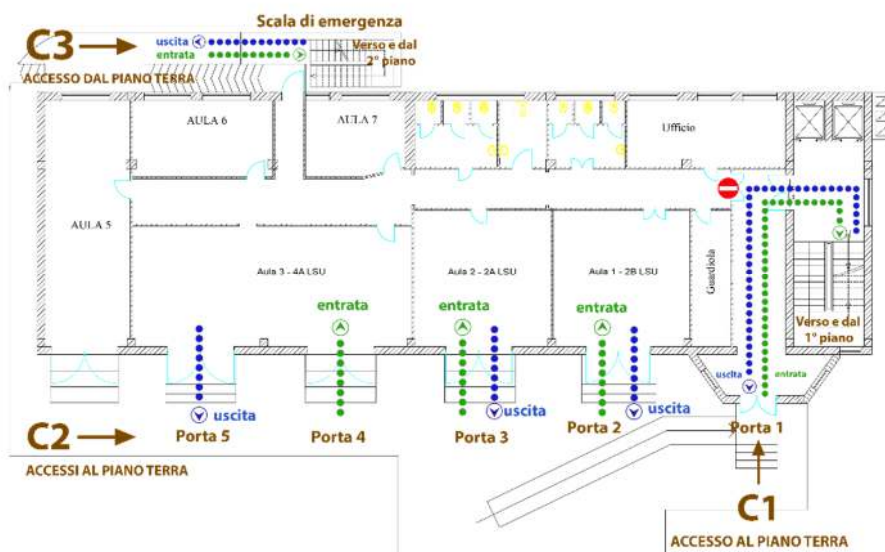 Scala di emergenza
C3
uscita
entrata
Verso e dal
2° piano
ACCESSO DAL PIANO TERRA
AULA 6
AULA 7
Ufficio
AULA 5
Aula 3 - 4A LSU
Aula 2 - 2A LSU
Aula 1 - 2B LSU
Guardiola
entrata
entrata
entrata
Verso e dal
1° piano
uscita
entrata
uscita
uscita
uscita
C2
Porta 5
Porta 4
Porta 3
Porta 2
Porta 1
ACCESSI AL PIANO TERRA
C1
ACCESSO AL PIANO TERRA